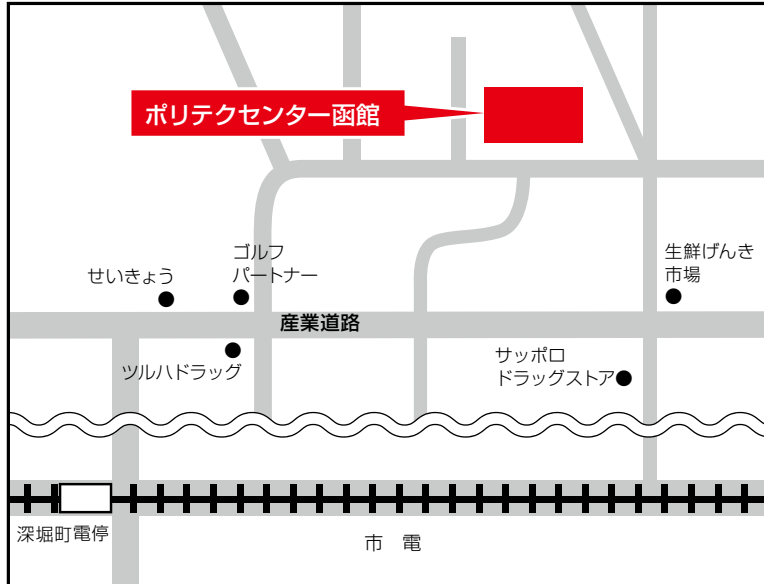 ポリテクセンター函館
ゴルフ
パートナー
せいきょう
生鮮げんき
市場
産業道路
ツルハドラッグ
サッポロ
ドラッグストア
深堀町電停
市 電